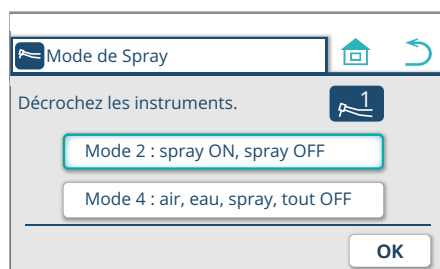 Mode de Spray
Décrochez les instruments.
1
Mode 2 : spray ON, spray OFF
Mode 4 : air, eau, spray, tout OFF
OK